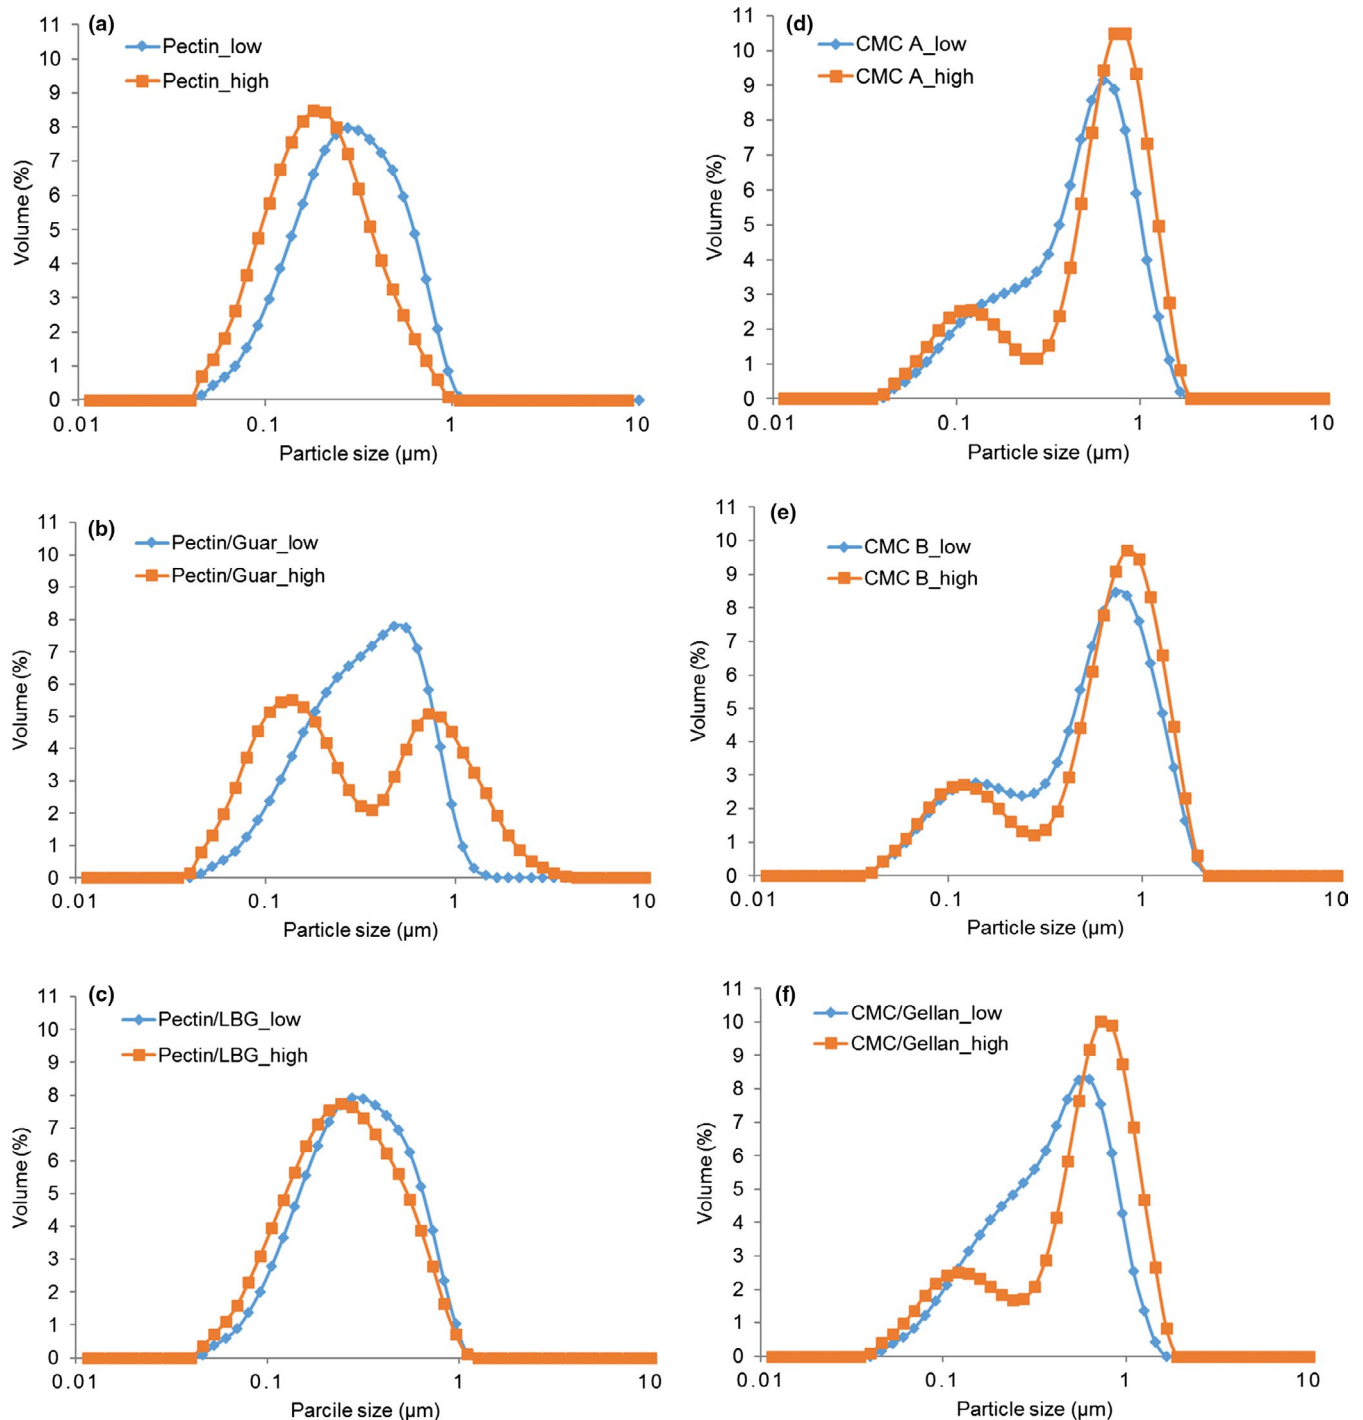 (a)
Pectin_low
Pectin_high
11
10
9
8
7
6
5
4
3
2
1
0
Volume (%)
0.01 0.1 1 10
Particle size (µm)
(b)
Pectin/Guar_low
Pectin/Guar_high
11
10
9
8
7
6
5
4
3
2
1
0
Volume (%)
0.01 0.1 1 10
Particle size (µm)
(c)
Pectin/LBG_low
Pectin/LBG_high
11
10
9
8
7
6
5
4
3
2
1
0
Volume (%)
0.01 0.1 1 10
Parcile size (µm)
(d)
CMC A_low
CMC A_high
11
10
9
8
7
6
5
4
3
2
1
0
Volume (%)
0.01 0.1 1 10
Particle size (µm)
(e)
CMC B_low
CMC B_high
11
10
9
8
7
6
5
4
3
2
1
0
Volume (%)
0.01 0.1 1 10
Particle size (µm)
(f)
CMC/Gellan_low
CMC/Gellan_high
11
10
9
8
7
6
5
4
3
2
1
0
Volume (%)
0.01 0.1 1 10
Particle size (µm)